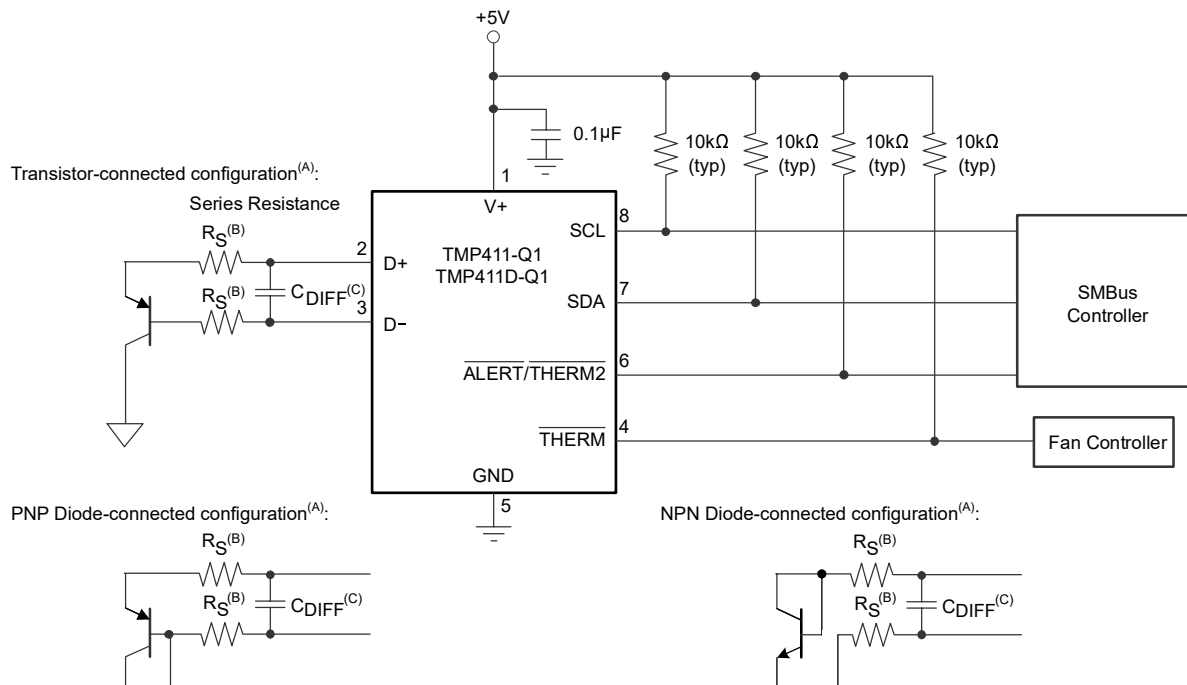 +5V
0.1µF
10kΩ
(typ)
10kΩ
(typ)
10kΩ
(typ)
10kΩ
(typ)
Transistor-connected configuration(A):
Series Resistance
RS(B)
RS(B)
CDIFF(C)
1
V+
2
D+
3
D−
TMP411-Q1
TMP411D-Q1
SCL
8
SDA
7
ALERT/THERM2
6
THERM
4
GND
5
SMBus
Controller
Fan Controller
PNP Diode-connected configuration(A):
RS(B)
RS(B)
CDIFF(C)
NPN Diode-connected configuration(A):
RS(B)
RS(B)
CDIFF(C)